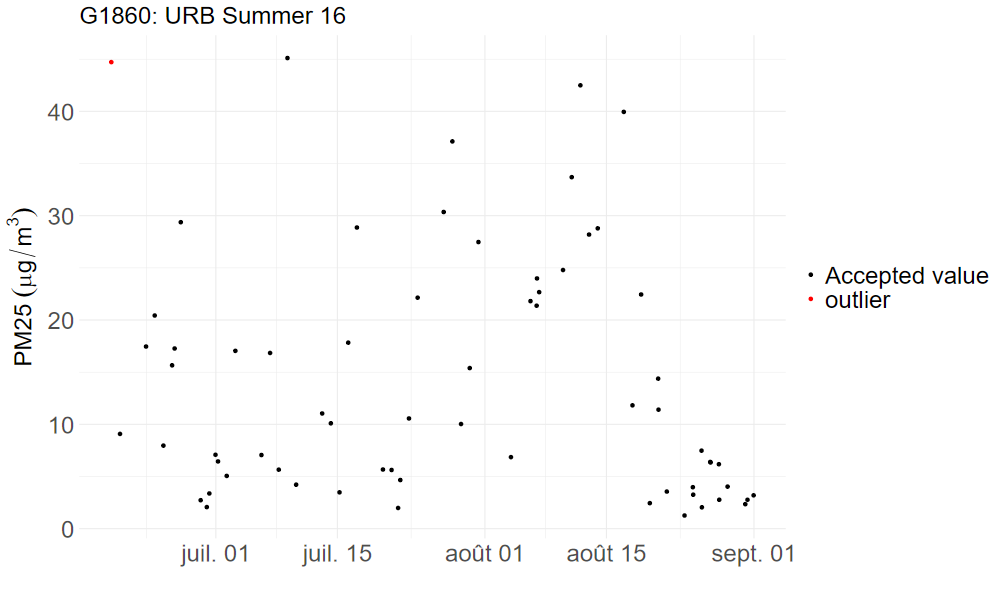 G1860: URB Summer 16
PM25 (μg/m³)
40
30
20
10
0
juil. 01
juil. 15
août 01
août 15
sept. 01
Accepted value
outlier